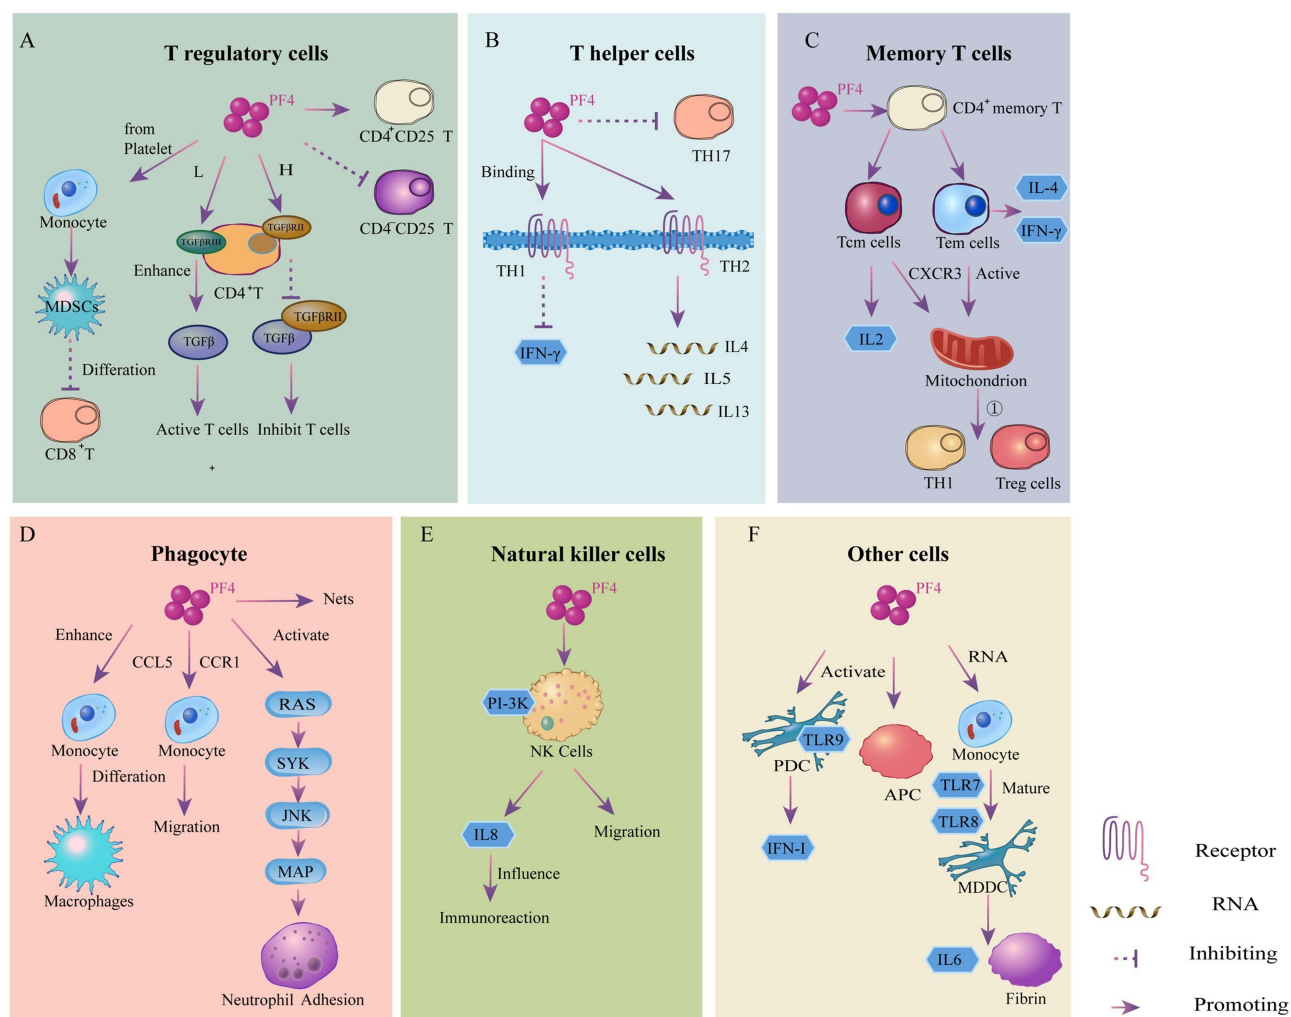 A
T regulatory cells
PF4
CD4+CD25 T
from
Platelet
L
H
CD4-CD25 T
Monocyte
TGFβRIII
TGFβRII
Enhance
CD4+T
MDSCs
TGFβRII
TGFβ
TGFβ
Differation
CD8+T
Active T cells
Inhibit T cells
+
B
T helper cells
PF4
TH17
Binding
TH1
TH2
IFN-γ
IL4
IL5
IL13
C
Memory T cells
PF4
CD4+ memory T
IL-4
IFN-γ
Tcm cells
Tem cells
CXCR3
Active
IL2
Mitochondrion
①
TH1
Treg cells
D
Phagocyte
PF4
Nets
Enhance
CCL5
CCR1
Activate
RAS
Monocyte
Monocyte
SYK
Differation
JNK
Migration
MAP
Macrophages
Neutrophil Adhesion
E
Natural killer cells
PF4
PI-3K
NK Cells
IL8
Migration
Influence
Immunoreaction
F
Other cells
PF4
Activate
RNA
TLR9
PDC
APC
Monocyte
TLR7
Mature
TLR8
IFN-I
MDDC
IL6
Fibrin
Receptor
RNA
Inhibiting
Promoting